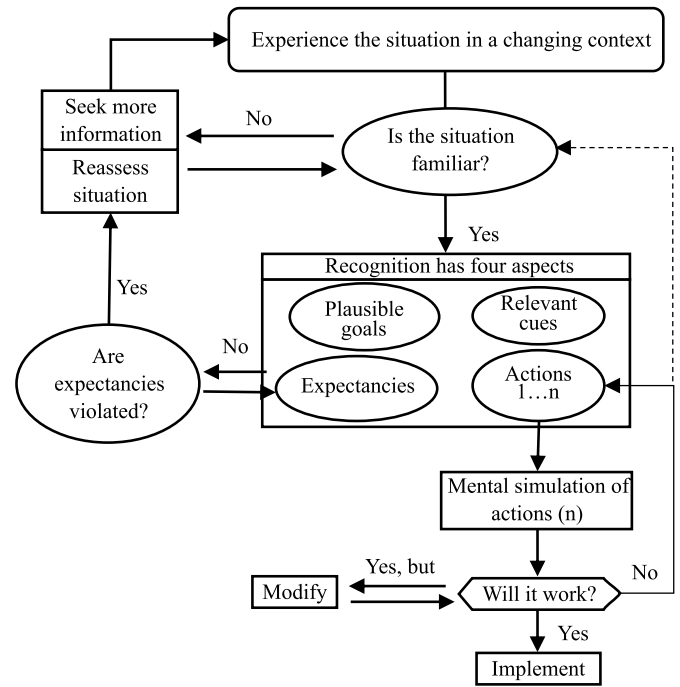 Experience the situation in a changing context
Seek more
information
No
Is the situation
familiar?
Reassess
situation
Yes
Recognition has four aspects
Yes
Plausible
goals
Relevant
cues
Are
expectancies
violated?
No
Expectancies
Actions
1...n
Mental simulation of
actions (n)
Yes, but
No
Modify
Will it work?
Yes
Implement